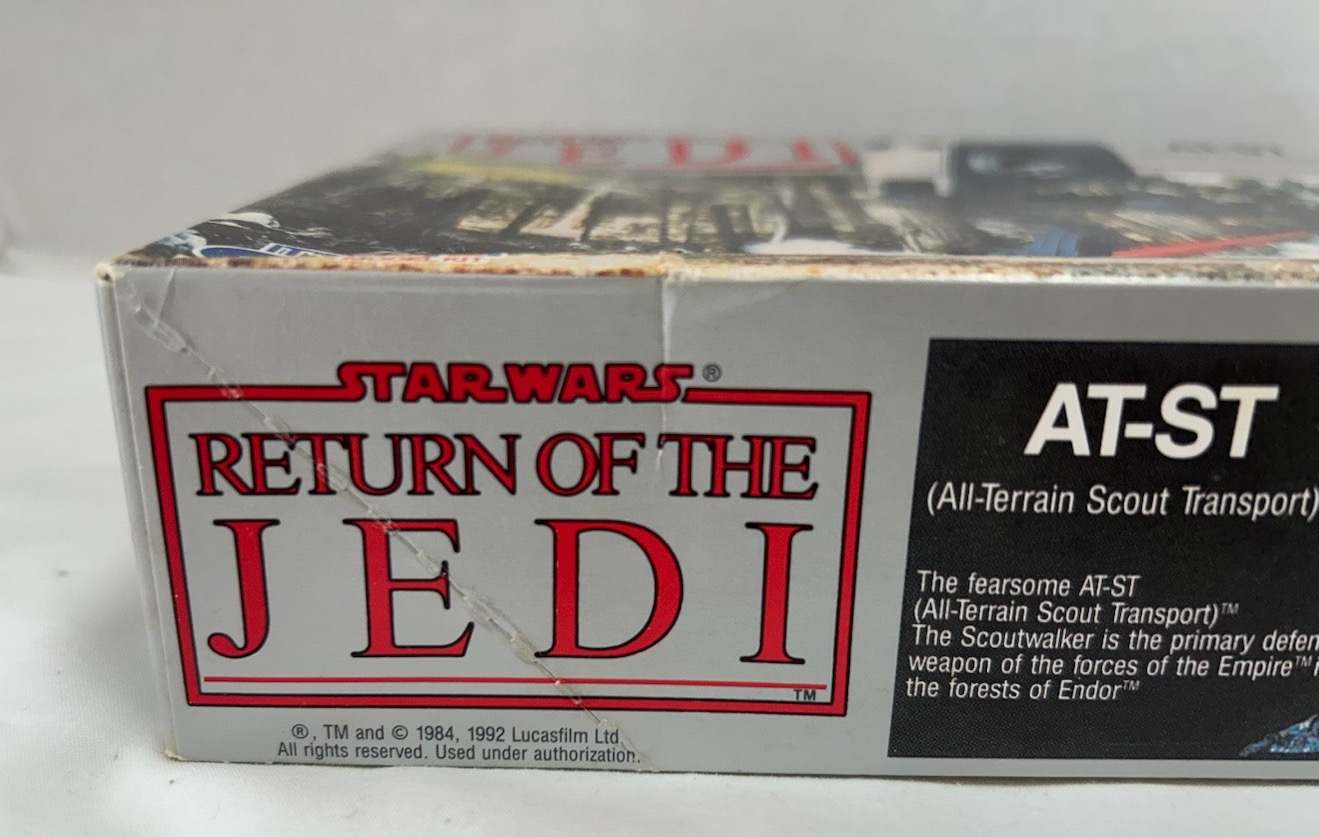 JEDI
STAR WARS®
RETURN OF THE
JEDI
TM
®, TM and © 1984, 1992 Lucasfilm Ltd.
All rights reserved. Used under authorization.
AT-ST
(All-Terrain Scout Transport)
The fearsome AT-ST
(All-Terrain Scout Transport)™
The Scoutwalker is the primary defen
weapon of the forces of the Empire™ i
the forests of Endor™